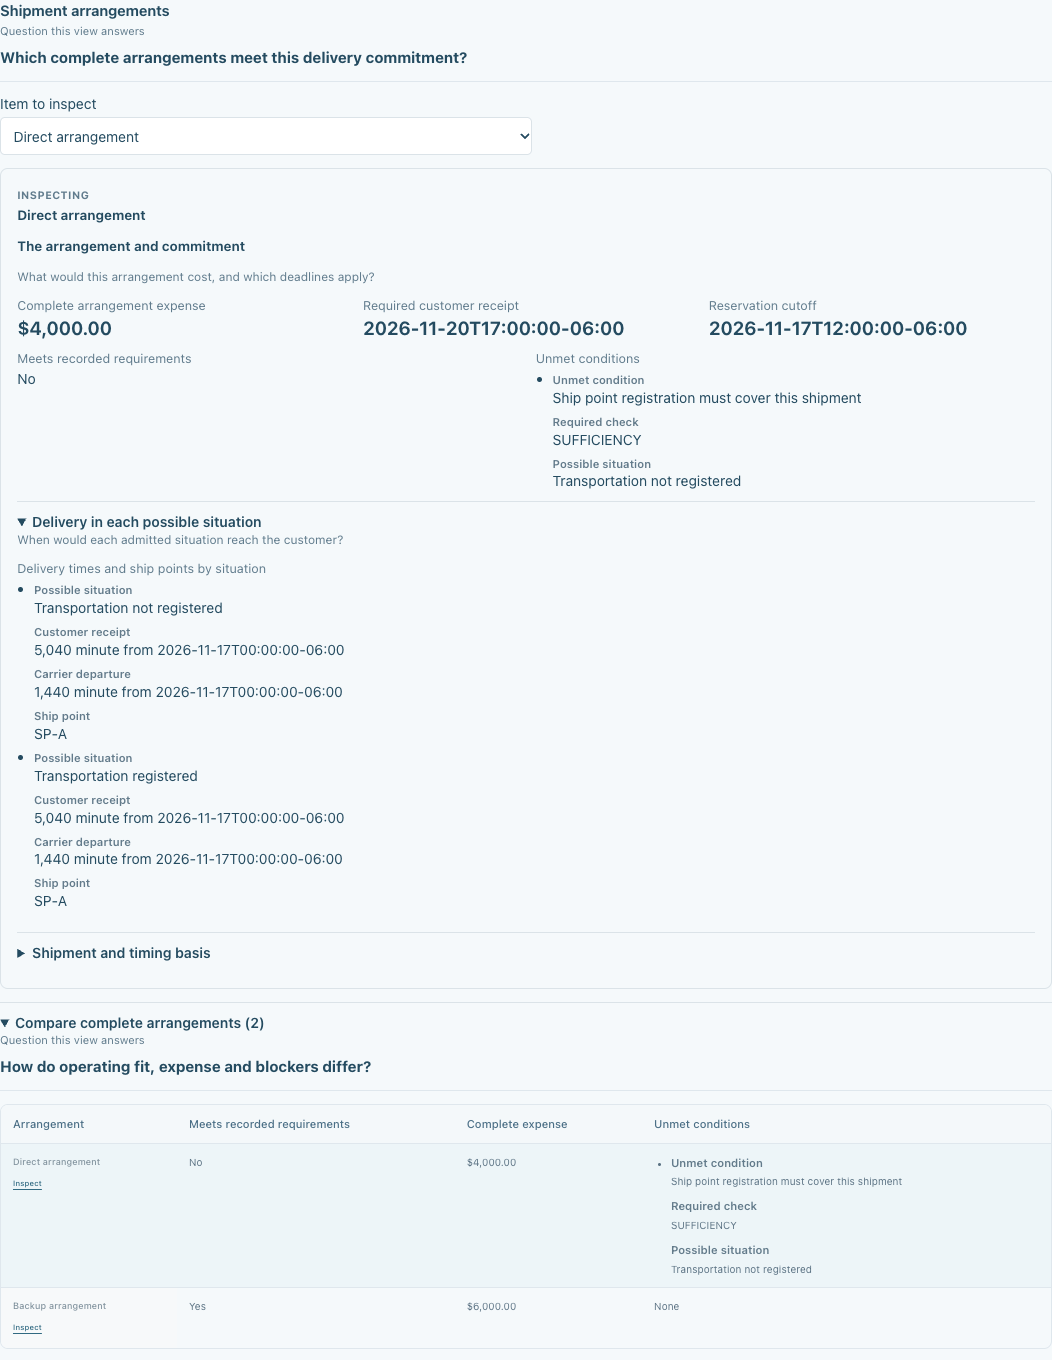 Shipment arrangements
Question this view answers
Which complete arrangements meet this delivery commitment?
Item to inspect
Direct arrangement
INSPECTING
Direct arrangement
The arrangement and commitment
What would this arrangement cost, and which deadlines apply?
Complete arrangement expense
$4,000.00
Required customer receipt
2026-11-20T17:00:00-06:00
Reservation cutoff
2026-11-17T12:00:00-06:00
Meets recorded requirements
No
Unmet conditions
Unmet condition
Ship point registration must cover this shipment
Required check
SUFFICIENCY
Possible situation
Transportation not registered
Delivery in each possible situation
When would each admitted situation reach the customer?
Delivery times and ship points by situation
Possible situation
Transportation not registered
Customer receipt
5,040 minute from 2026-11-17T00:00:00-06:00
Carrier departure
1,440 minute from 2026-11-17T00:00:00-06:00
Ship point
SP-A
Possible situation
Transportation registered
Customer receipt
5,040 minute from 2026-11-17T00:00:00-06:00
Carrier departure
1,440 minute from 2026-11-17T00:00:00-06:00
Ship point
SP-A
Shipment and timing basis
Compare complete arrangements (2)
Question this view answers
How do operating fit, expense and blockers differ?
Arrangement Meets recorded requirements Complete expense Unmet conditions
Direct arrangement
Inspect
No
$4,000.00
Unmet condition
Ship point registration must cover this shipment
Required check
SUFFICIENCY
Possible situation
Transportation not registered
Backup arrangement
Inspect
Yes
$6,000.00
None